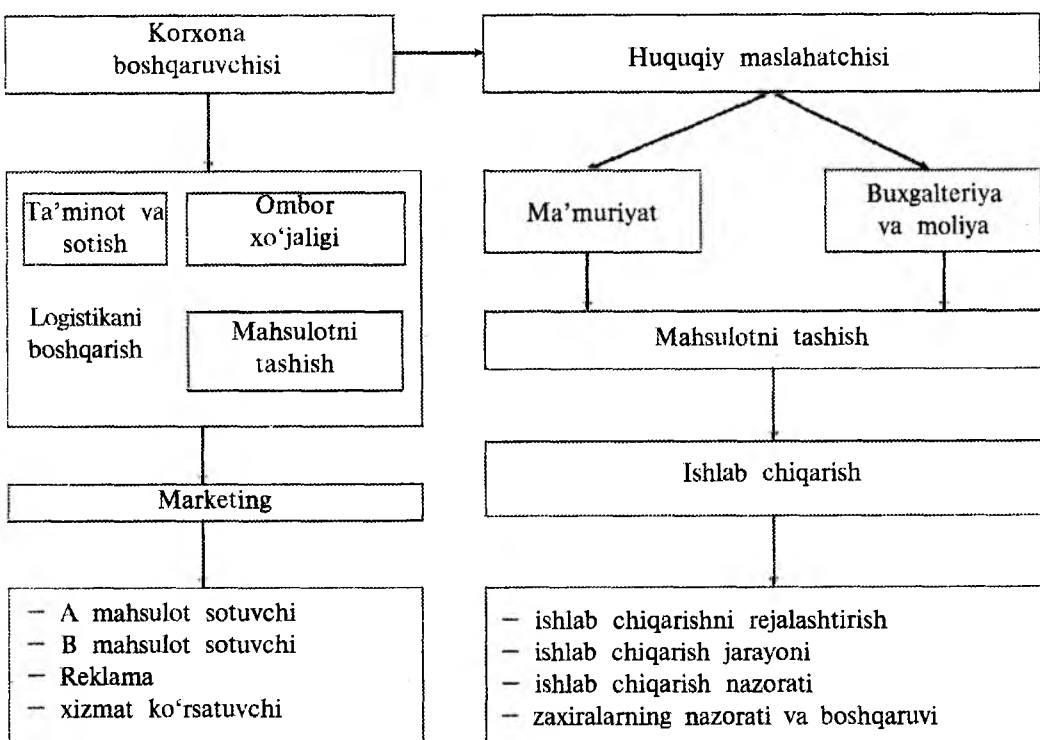 Korxona
boshqaruvchisi
Huquqiy maslahatchisi
Ta’minot va
sotish
Ombor
xo‘jaligi
Logistikani
boshqarish
Mahsulotni
tashish
Marketing
– A mahsulot sotuvchi
– B mahsulot sotuvchi
– Reklama
– xizmat ko‘rsatuvchi
Ma’muriyat
Buxgalteriya
va moliya
Mahsulotni tashish
Ishlab chiqarish
– ishlab chiqarishni rejalashtirish
– ishlab chiqarish jarayoni
– ishlab chiqarish nazorati
– zaxiralarning nazorati va boshqaruvi